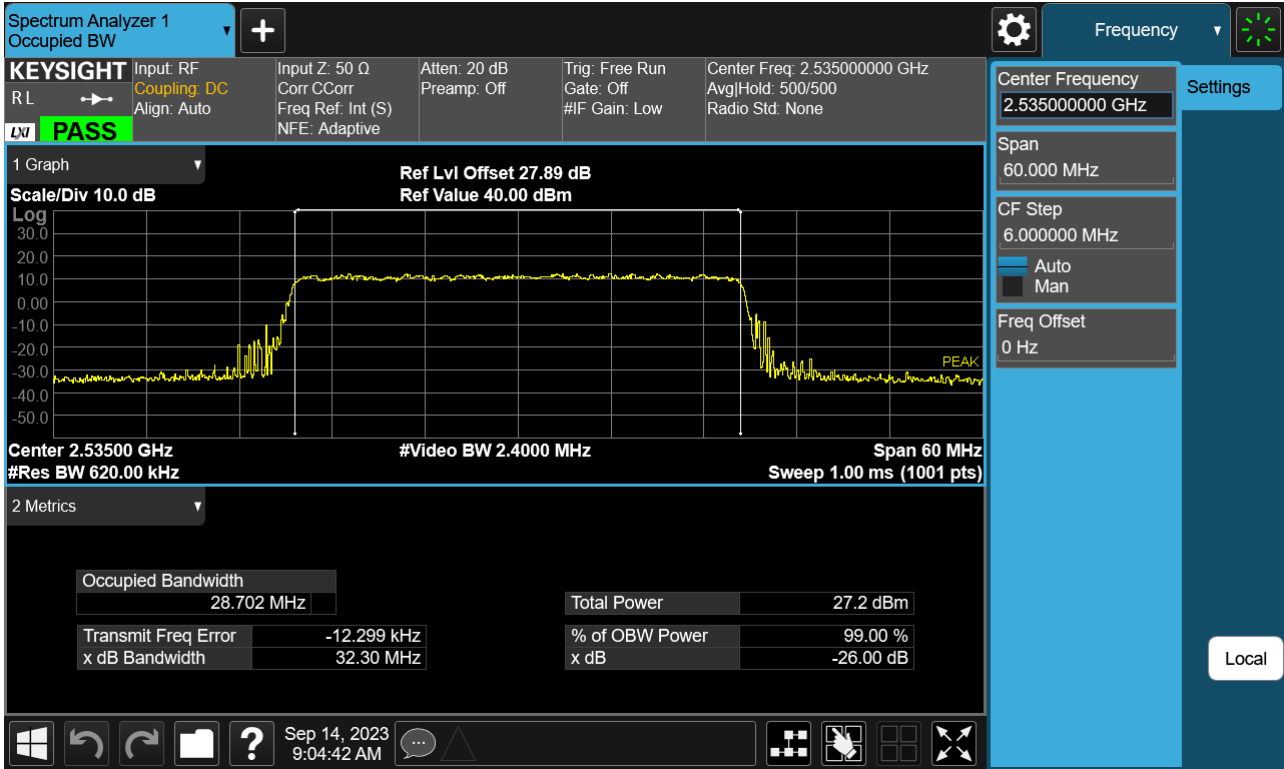 Spectrum Analyzer 1
Occupied BW
+
Frequency
KEYSIGHT
R L
LXI PASS
Input: RF
Coupling: DC
Align: Auto
Input Z: 50 Ω
Corr CCorr
Freq Ref: Int (S)
NFE: Adaptive
Atten: 20 dB
Preamp: Off
Trig: Free Run
Gate: Off
#IF Gain: Low
Center Freq: 2.535000000 GHz
Avg|Hold: 500/500
Radio Std: None
Center Frequency
2.535000000 GHz
Settings
Span
60.000 MHz
CF Step
6.000000 MHz
Auto
Man
Freq Offset
0 Hz
1 Graph
Ref Lvl Offset 27.89 dB
Scale/Div 10.0 dB
Ref Value 40.00 dBm
Log
30.0
20.0
10.0
0.00
-10.0
-20.0
-30.0
-40.0
-50.0
PEAK
Center 2.53500 GHz
#Video BW 2.4000 MHz
Span 60 MHz
#Res BW 620.00 kHz
Sweep 1.00 ms (1001 pts)
2 Metrics
Occupied Bandwidth
28.702 MHz
Total Power 27.2 dBm
Transmit Freq Error -12.299 kHz
% of OBW Power 99.00 %
x dB Bandwidth 32.30 MHz
x dB -26.00 dB
Local
?
Sep 14, 2023
9:04:42 AM